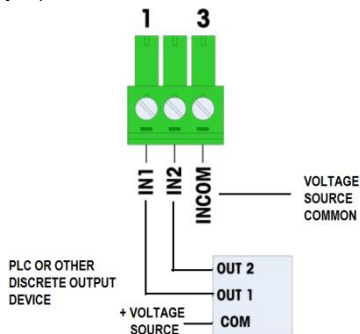 1 3
IN1
IN2
INCOM
VOLTAGE
SOURCE
COMMON
PLC OR OTHER
DISCRETE OUTPUT
DEVICE
OUT 2
OUT 1
COM
+ VOLTAGE
SOURCE